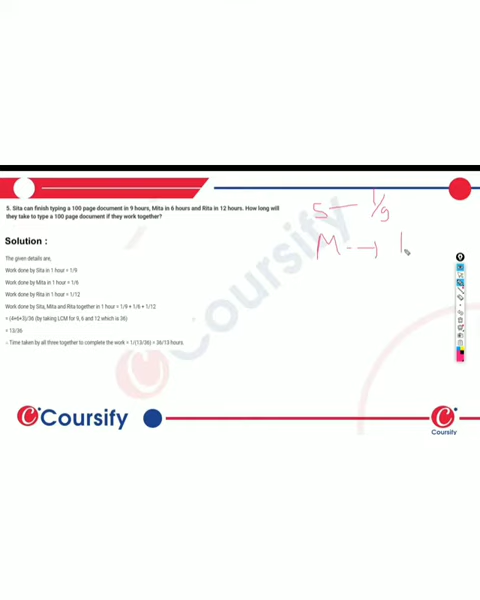 5. Sita can finish typing a 100 page document in 9 hours, Mita in 6 hours and Rita in 12 hours. How long will
they take to type a 100 page document if they work together?
S — 1/9
M → 1
Solution :
The given details are,
Work done by Sita in 1 hour = 1/9
Work done by Mita in 1 hour = 1/6
Work done by Rita in 1 hour = 1/12
Work done by Sita, Mita and Rita together in 1 hour = 1/9 + 1/6 + 1/12
= (4+6+3)/36 (by taking LCM for 9, 6 and 12 which is 36)
= 13/36
∴ Time taken by all three together to complete the work = 1/(13/36) = 36/13 hours.
Coursify
Coursify
Coursify